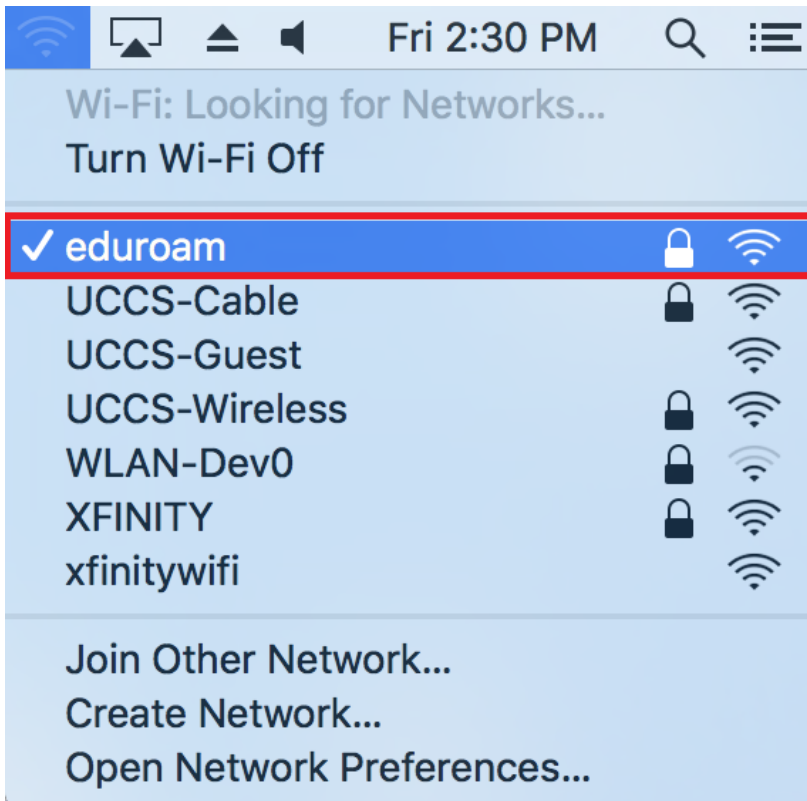 Fri 2:30 PM
Wi-Fi: Looking for Networks...
Turn Wi-Fi Off
eduroam
UCCS-Cable
UCCS-Guest
UCCS-Wireless
WLAN-Dev0
XFINITY
xfinitywifi
Join Other Network...
Create Network...
Open Network Preferences...